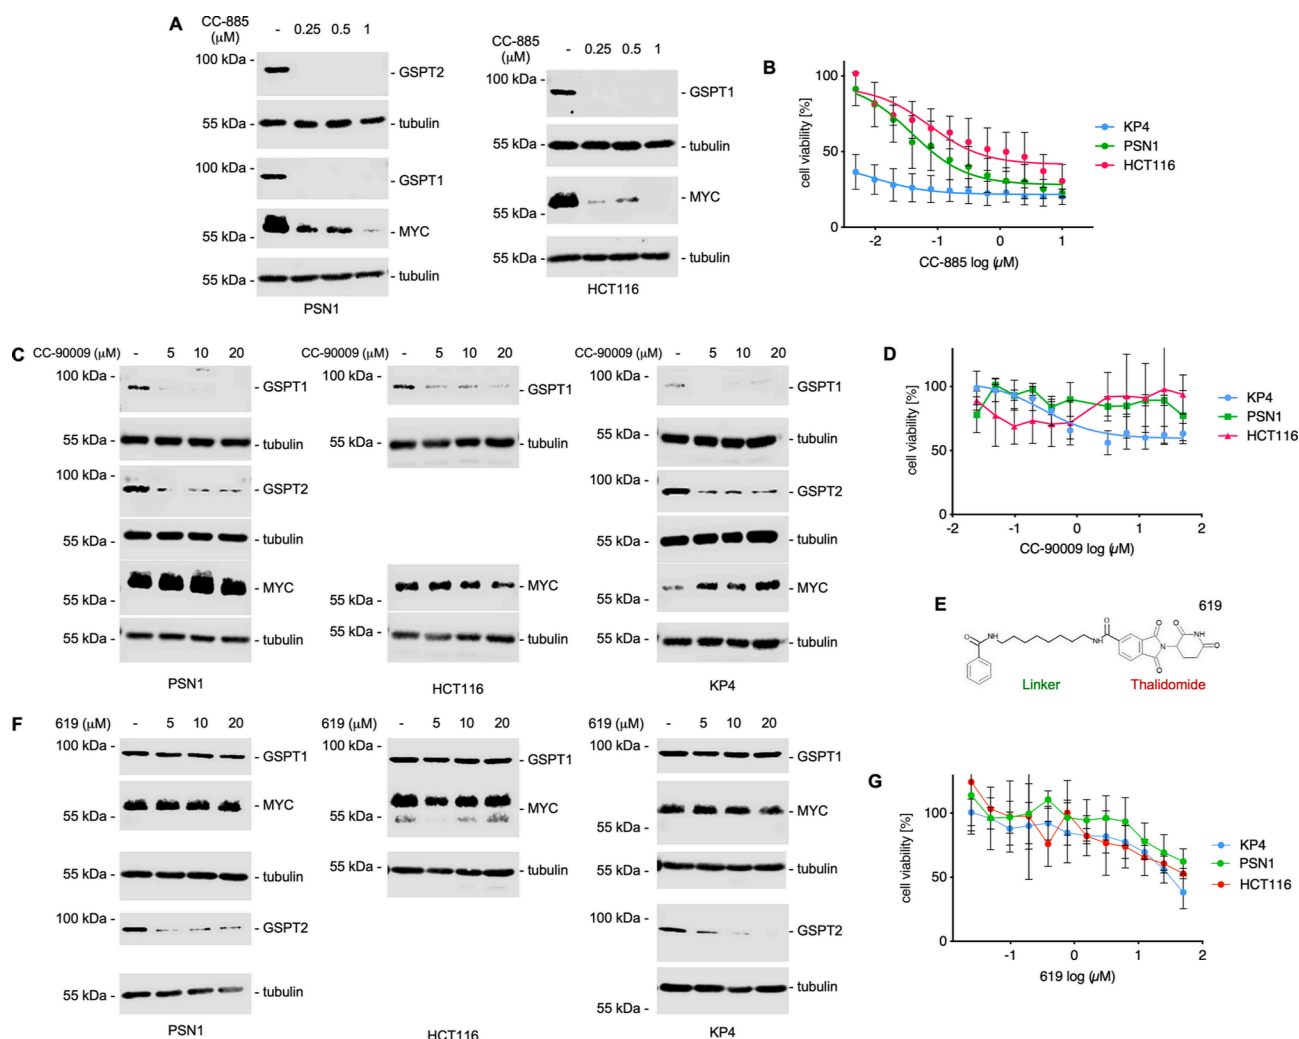 A
CC-885 (µM) - 0.25 0.5 1
100 kDa -
- GSPT2
55 kDa - - tubulin
100 kDa -
- GSPT1
55 kDa - - MYC
55 kDa - - tubulin
PSN1
CC-885 (µM) - 0.25 0.5 1
100 kDa -
- GSPT1
55 kDa - - tubulin
- MYC
55 kDa -
55 kDa - - tubulin
HCT116
B
cell viability [%]
100
50
0
-2 -1 0 1
CC-885 log (µM)
KP4
PSN1
HCT116
C
CC-90009 (µM) - 5 10 20
100 kDa -
- GSPT1
55 kDa - - tubulin
100 kDa -
- GSPT2
55 kDa - - tubulin
- MYC
55 kDa -
55 kDa - - tubulin
PSN1
CC-90009 (µM) - 5 10 20
100 kDa -
- GSPT1
55 kDa - - tubulin
- MYC
55 kDa -
55 kDa - - tubulin
HCT116
CC-90009 (µM) - 5 10 20
100 kDa -
- GSPT1
55 kDa - - tubulin
100 kDa -
- GSPT2
55 kDa - - tubulin
- MYC
55 kDa -
55 kDa - - tubulin
KP4
D
cell viability [%]
100
50
0
-2 -1 0 1 2
CC-90009 log (µM)
KP4
PSN1
HCT116
E
619
O NH NH O O N O O NH O
Linker Thalidomide
F
619 (µM) - 5 10 20
100 kDa -
- GSPT1
- MYC
55 kDa -
55 kDa - - tubulin
100 kDa -
- GSPT2
55 kDa - - tubulin
PSN1
619 (µM) - 5 10 20
100 kDa -
- GSPT1
- MYC
55 kDa -
55 kDa - - tubulin
HCT116
619 (µM) - 5 10 20
100 kDa -
- GSPT1
- MYC
55 kDa -
55 kDa - - tubulin
100 kDa -
- GSPT2
- tubulin
55 kDa -
KP4
G
cell viability [%]
100
50
0
-1 0 1 2
619 log (µM)
KP4
PSN1
HCT116